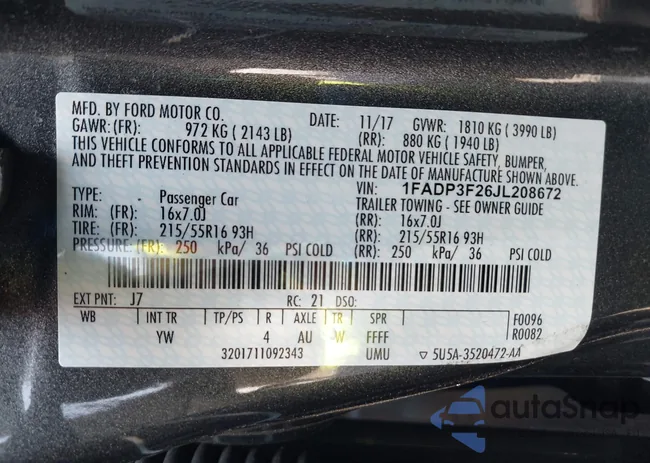 MFD. BY FORD MOTOR CO. DATE: 11/17 GVWR: 1810 KG ( 3990 LB)
GAWR: (FR): 972 KG ( 2143 LB) (RR): 880 KG ( 1940 LB)
THIS VEHICLE CONFORMS TO ALL APPLICABLE FEDERAL MOTOR VEHICLE SAFETY, BUMPER,
AND THEFT PREVENTION STANDARDS IN EFFECT ON THE DATE OF MANUFACTURE SHOWN ABOVE.
VIN: 1FADP3F26JL208672
TYPE: Passenger Car TRAILER TOWING - SEE OWNER GUIDE
RIM: (FR): 16x7.0J (RR): 16x7.0J
TIRE: (FR): 215/55R16 93H (RR): 215/55R16 93H
PRESSURE: (FR): 250 kPa/ 36 PSI COLD (RR): 250 kPa/ 36 PSI COLD
EXT PNT: J7 RC: 21 DSO:
WB INT TR TP/PS R AXLE TR SPR F0096
YW 4 AU W FFFF R0082
3201711092343 UMU ▽ 5U5A-3520472-AA
autoSnap